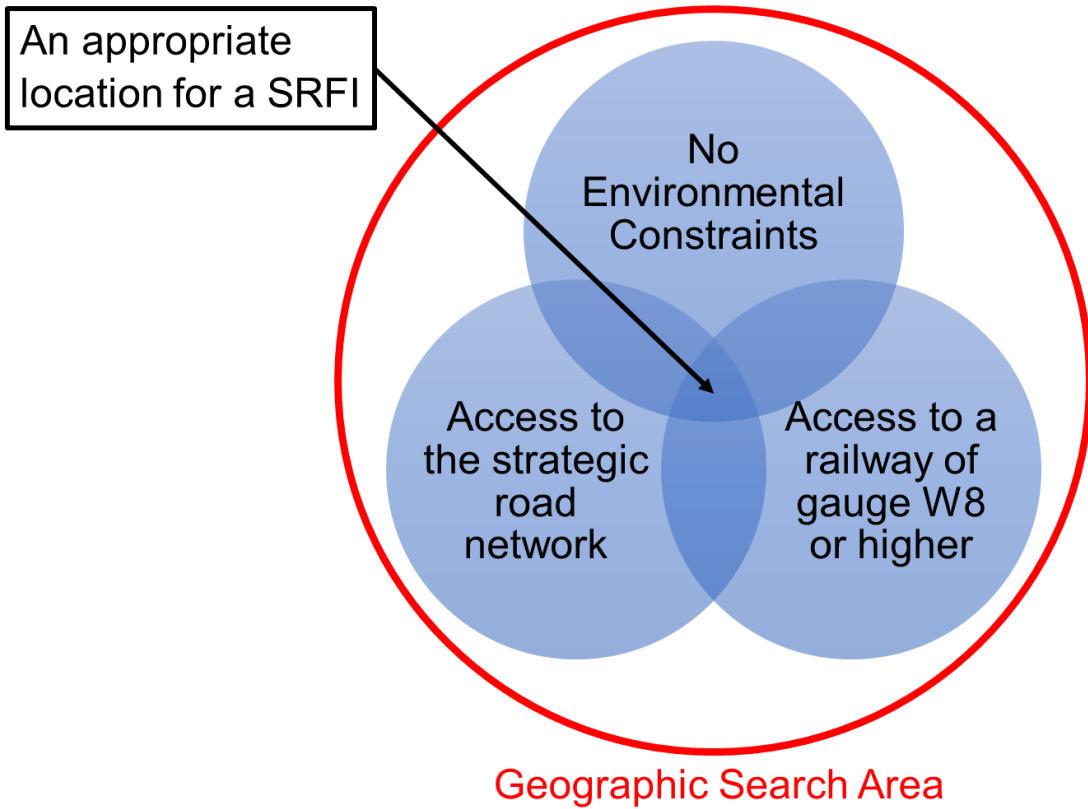 An appropriate
location for a SRFI
No
Environmental
Constraints
Access to
the strategic
road
network
Access to a
railway of
gauge W8
or higher
Geographic Search Area